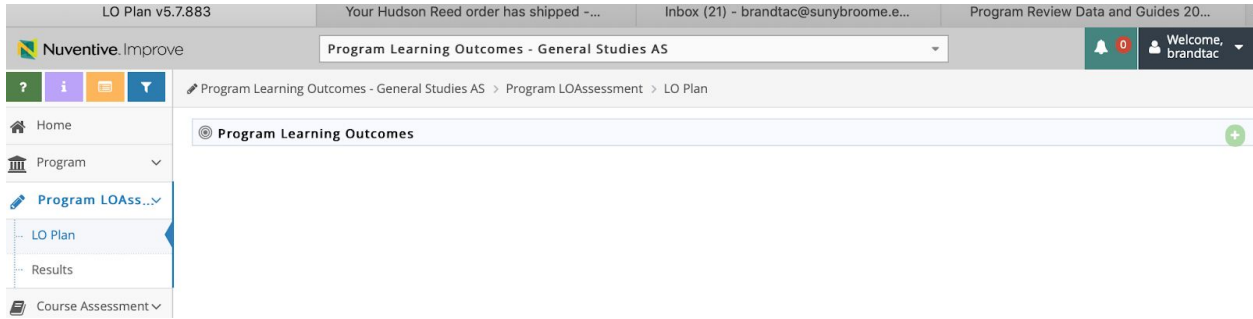 LO Plan v5.7.883 Your Hudson Reed order has shipped -... Inbox (21) - brandtac@sunybroome.e... Program Review Data and Guides 20...
Nuventive. Improve Program Learning Outcomes - General Studies AS 0 Welcome, brandtac
? i Program Learning Outcomes - General Studies AS > Program LOAssessment > LO Plan
Home
Program Learning Outcomes
Program
Program LOAss...
LO Plan
Results
Course Assessment